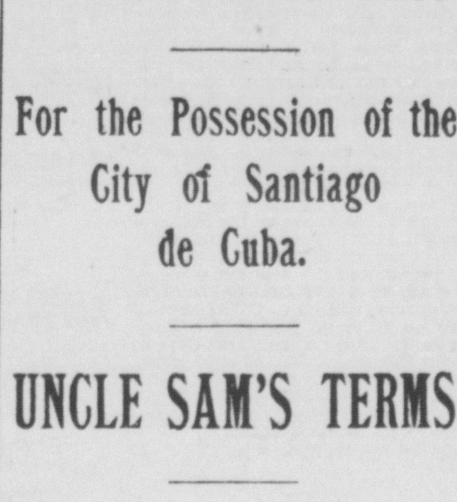 For the Possession of the
City of Santiago
de Cuba.
UNCLE SAM'S TERMS